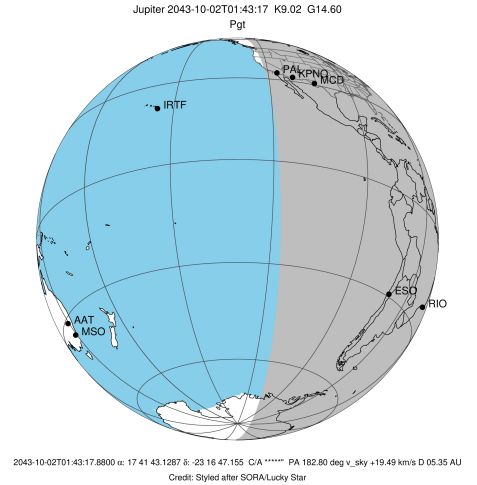 Jupiter 2043-10-02T01:43:17 K9.02 G14.60
Pgt
PAL
KPNO
MCD
IRTF
ESO
RIO
AAT
MSO
2043-10-02T01:43:17.8800 α: 17 41 43.1287 δ: -23 16 47.155 C/A *****" PA 182.80 deg v_sky +19.49 km/s D 05.35 AU
Credit: Styled after SORA/Lucky Star